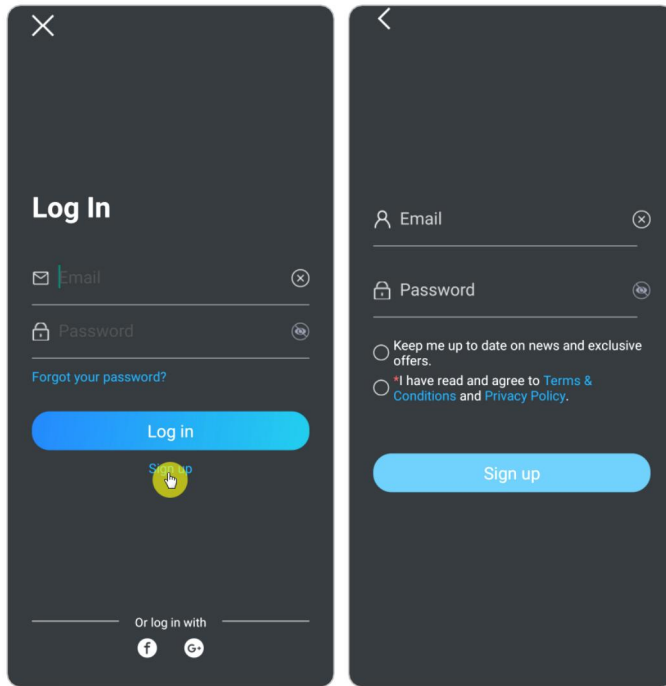 Log In
Email
Password
Forgot your password?
Log in
Sign up
Or log in with
f
G+
Email
Password
Keep me up to date on news and exclusive
offers.
*I have read and agree to Terms &
Conditions and Privacy Policy.
Sign up